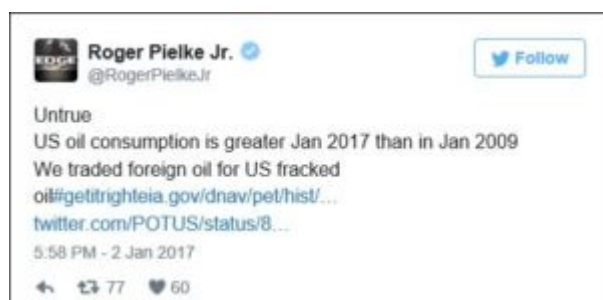 EDGE
Roger Pielke Jr.
Follow
@RogerPielkeJr
Untrue
US oil consumption is greater Jan 2017 than in Jan 2009
We traded foreign oil for US fracked
oil#getitrighteia.gov/dnav/pet/hist/...
twitter.com/POTUS/status/8...
5:58 PM - 2 Jan 2017
77 60